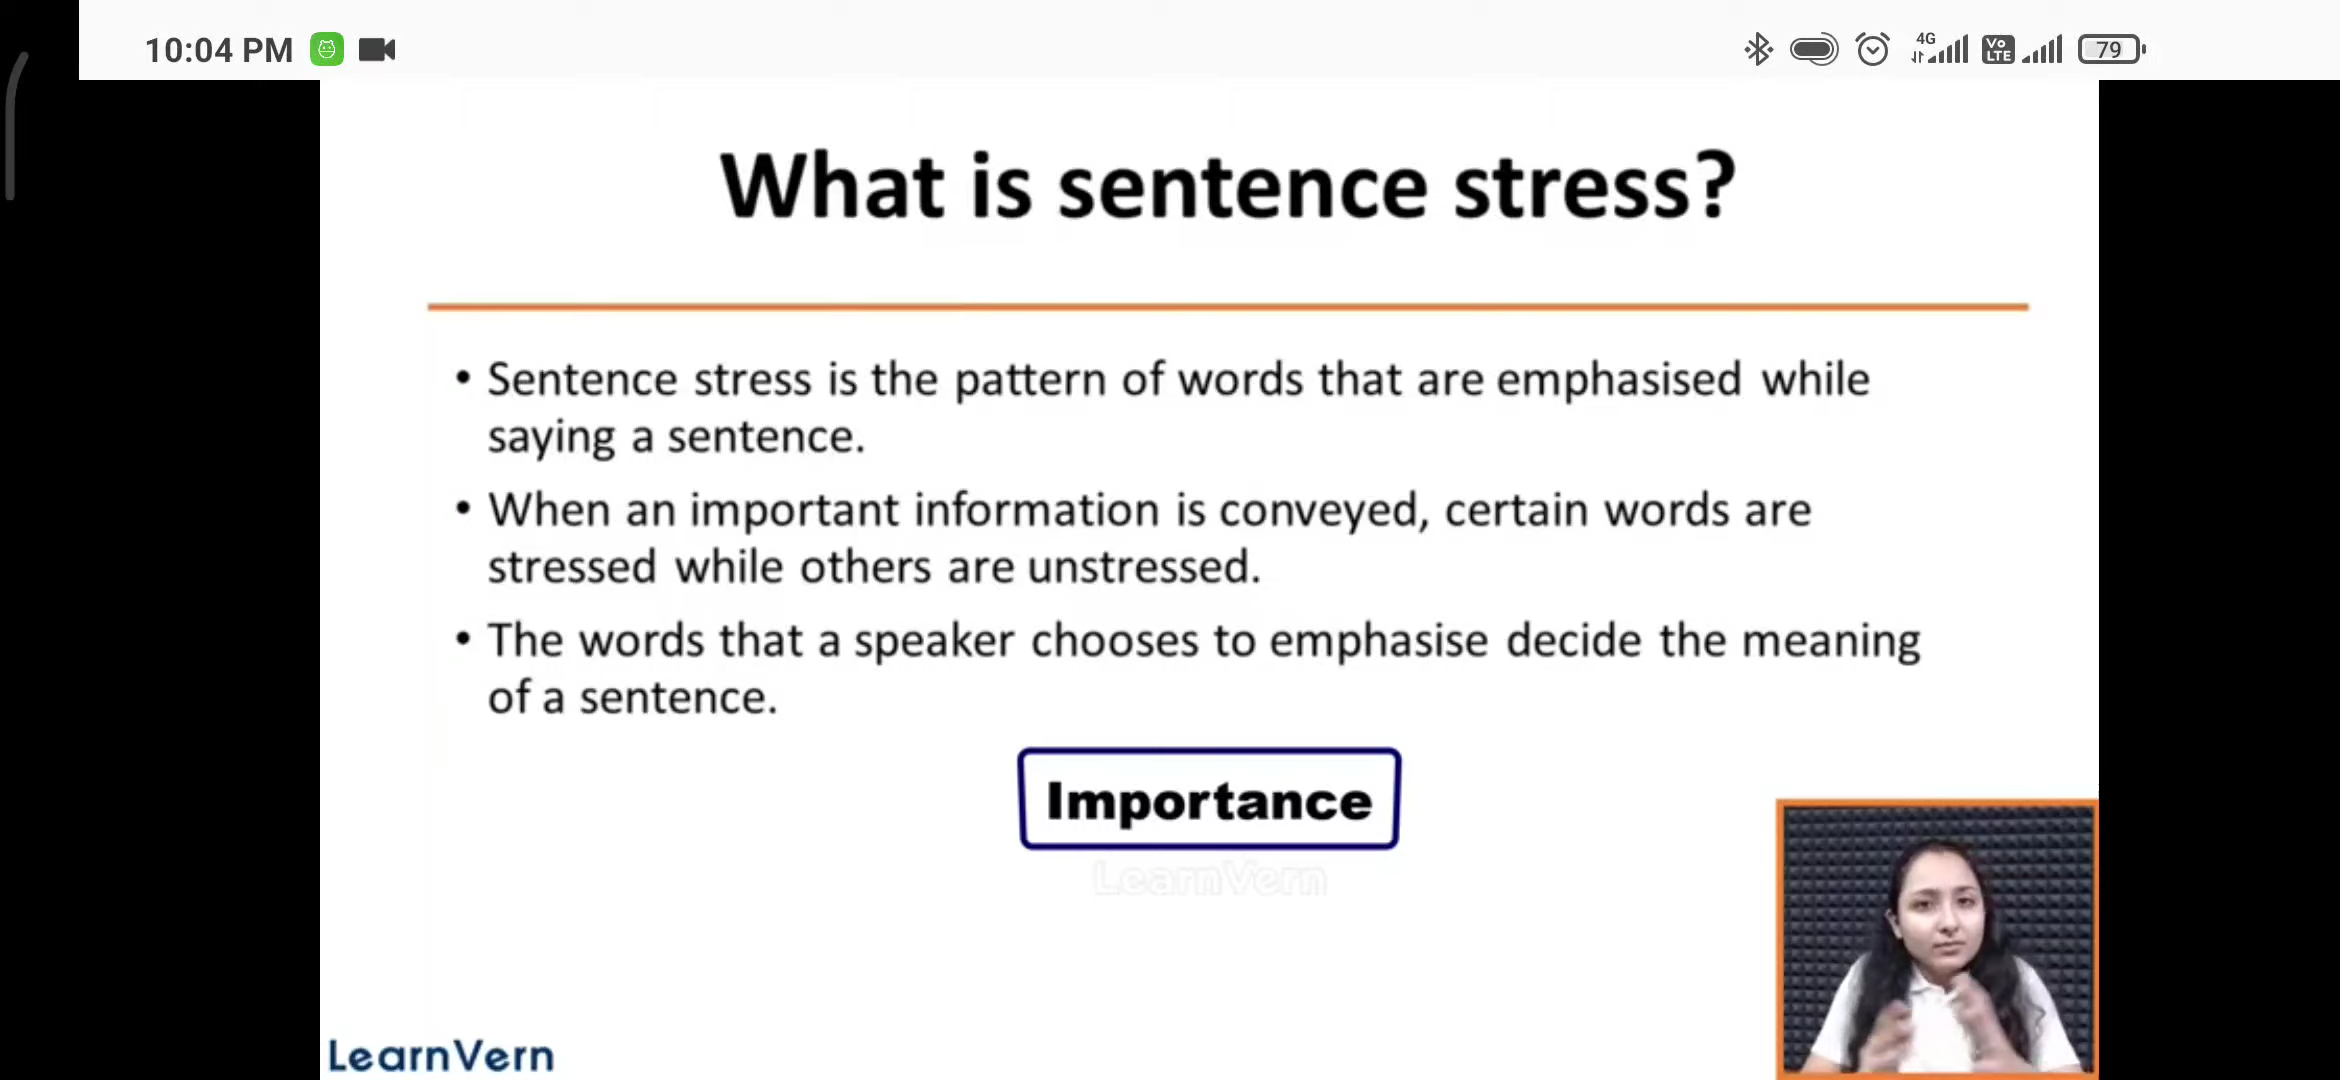 10:04 PM
4G
Vo
LTE
79
What is sentence stress?
• Sentence stress is the pattern of words that are emphasised while
saying a sentence.
• When an important information is conveyed, certain words are
stressed while others are unstressed.
• The words that a speaker chooses to emphasise decide the meaning
of a sentence.
Importance
LearnVern
LearnVern